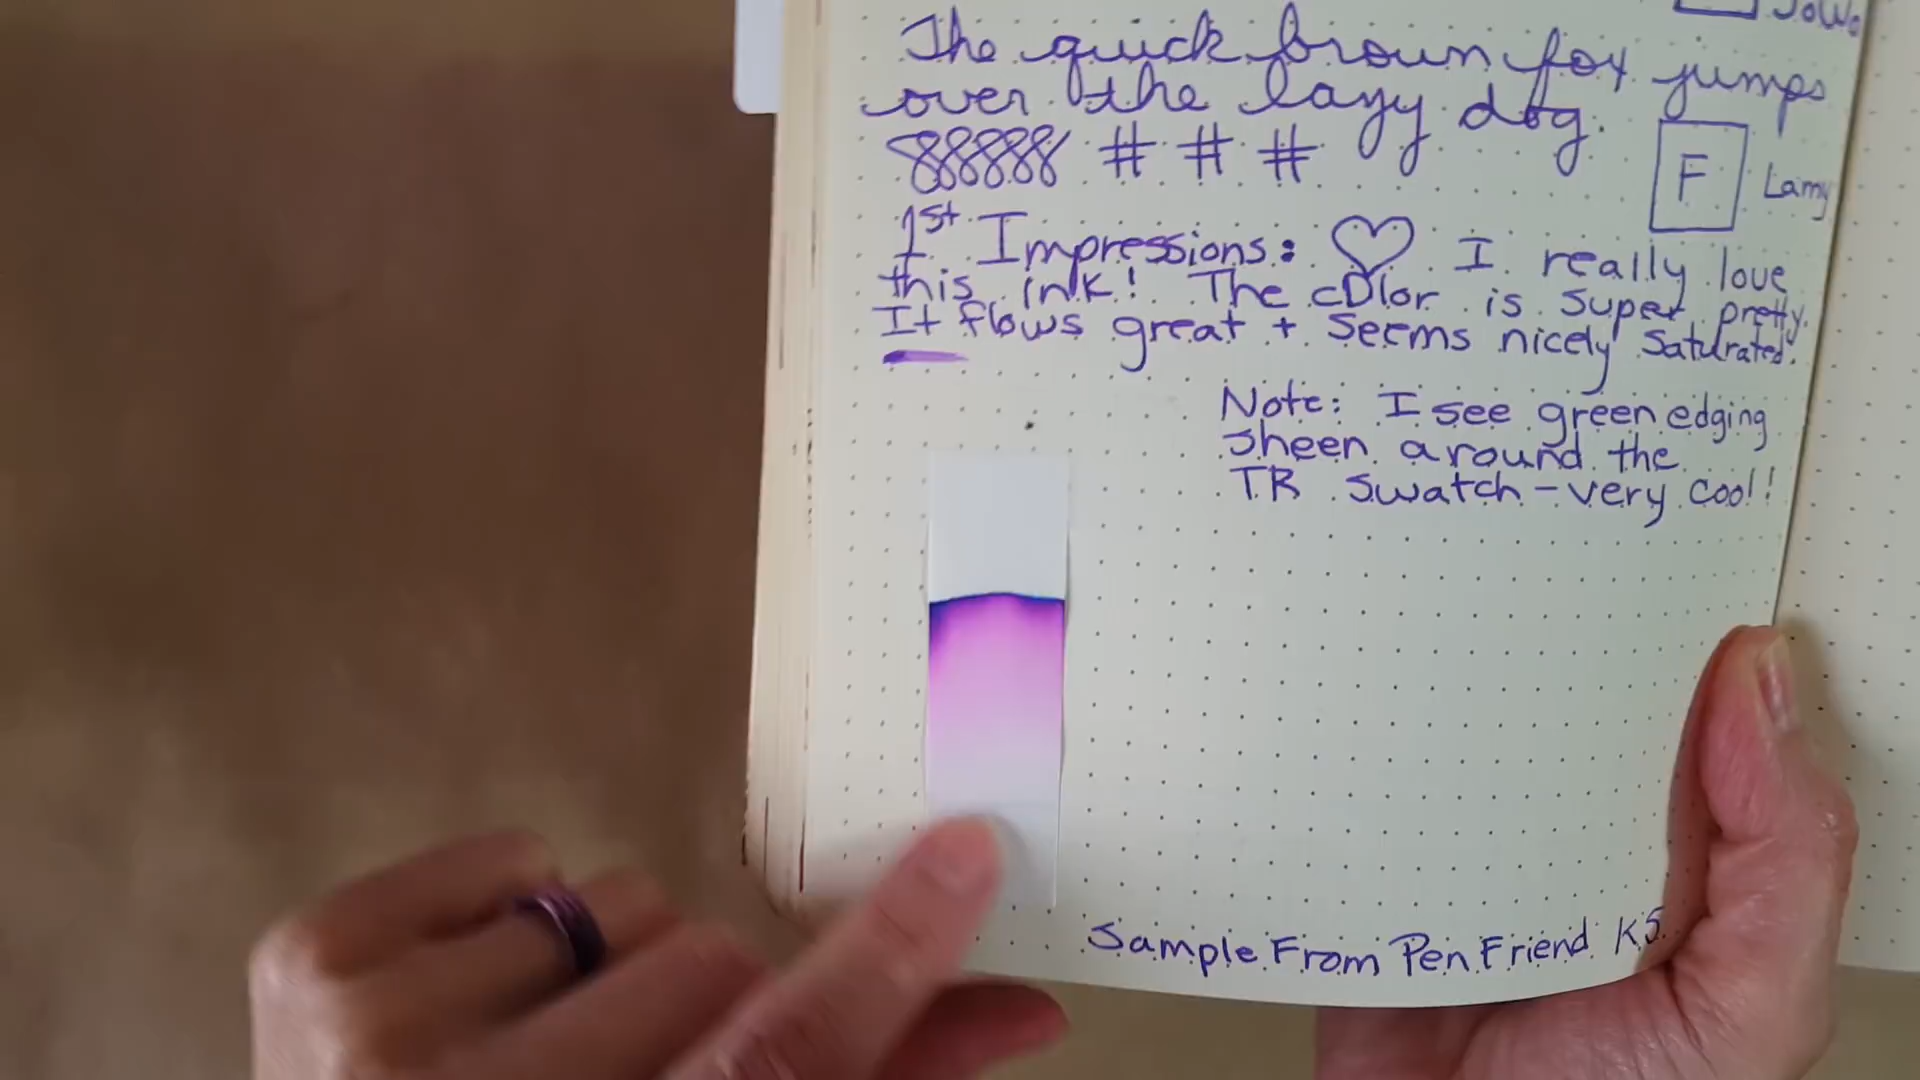 JoWo
The quick brown fox jumps
over the lazy dog.
88888 # # #
F Lamy
1st Impressions: ♡ I really love
this ink! The color is super pretty.
It flows great + seems nicely saturated.
Note: I see green edging
sheen around the
TR swatch - very cool!
Sample From Pen Friend KS